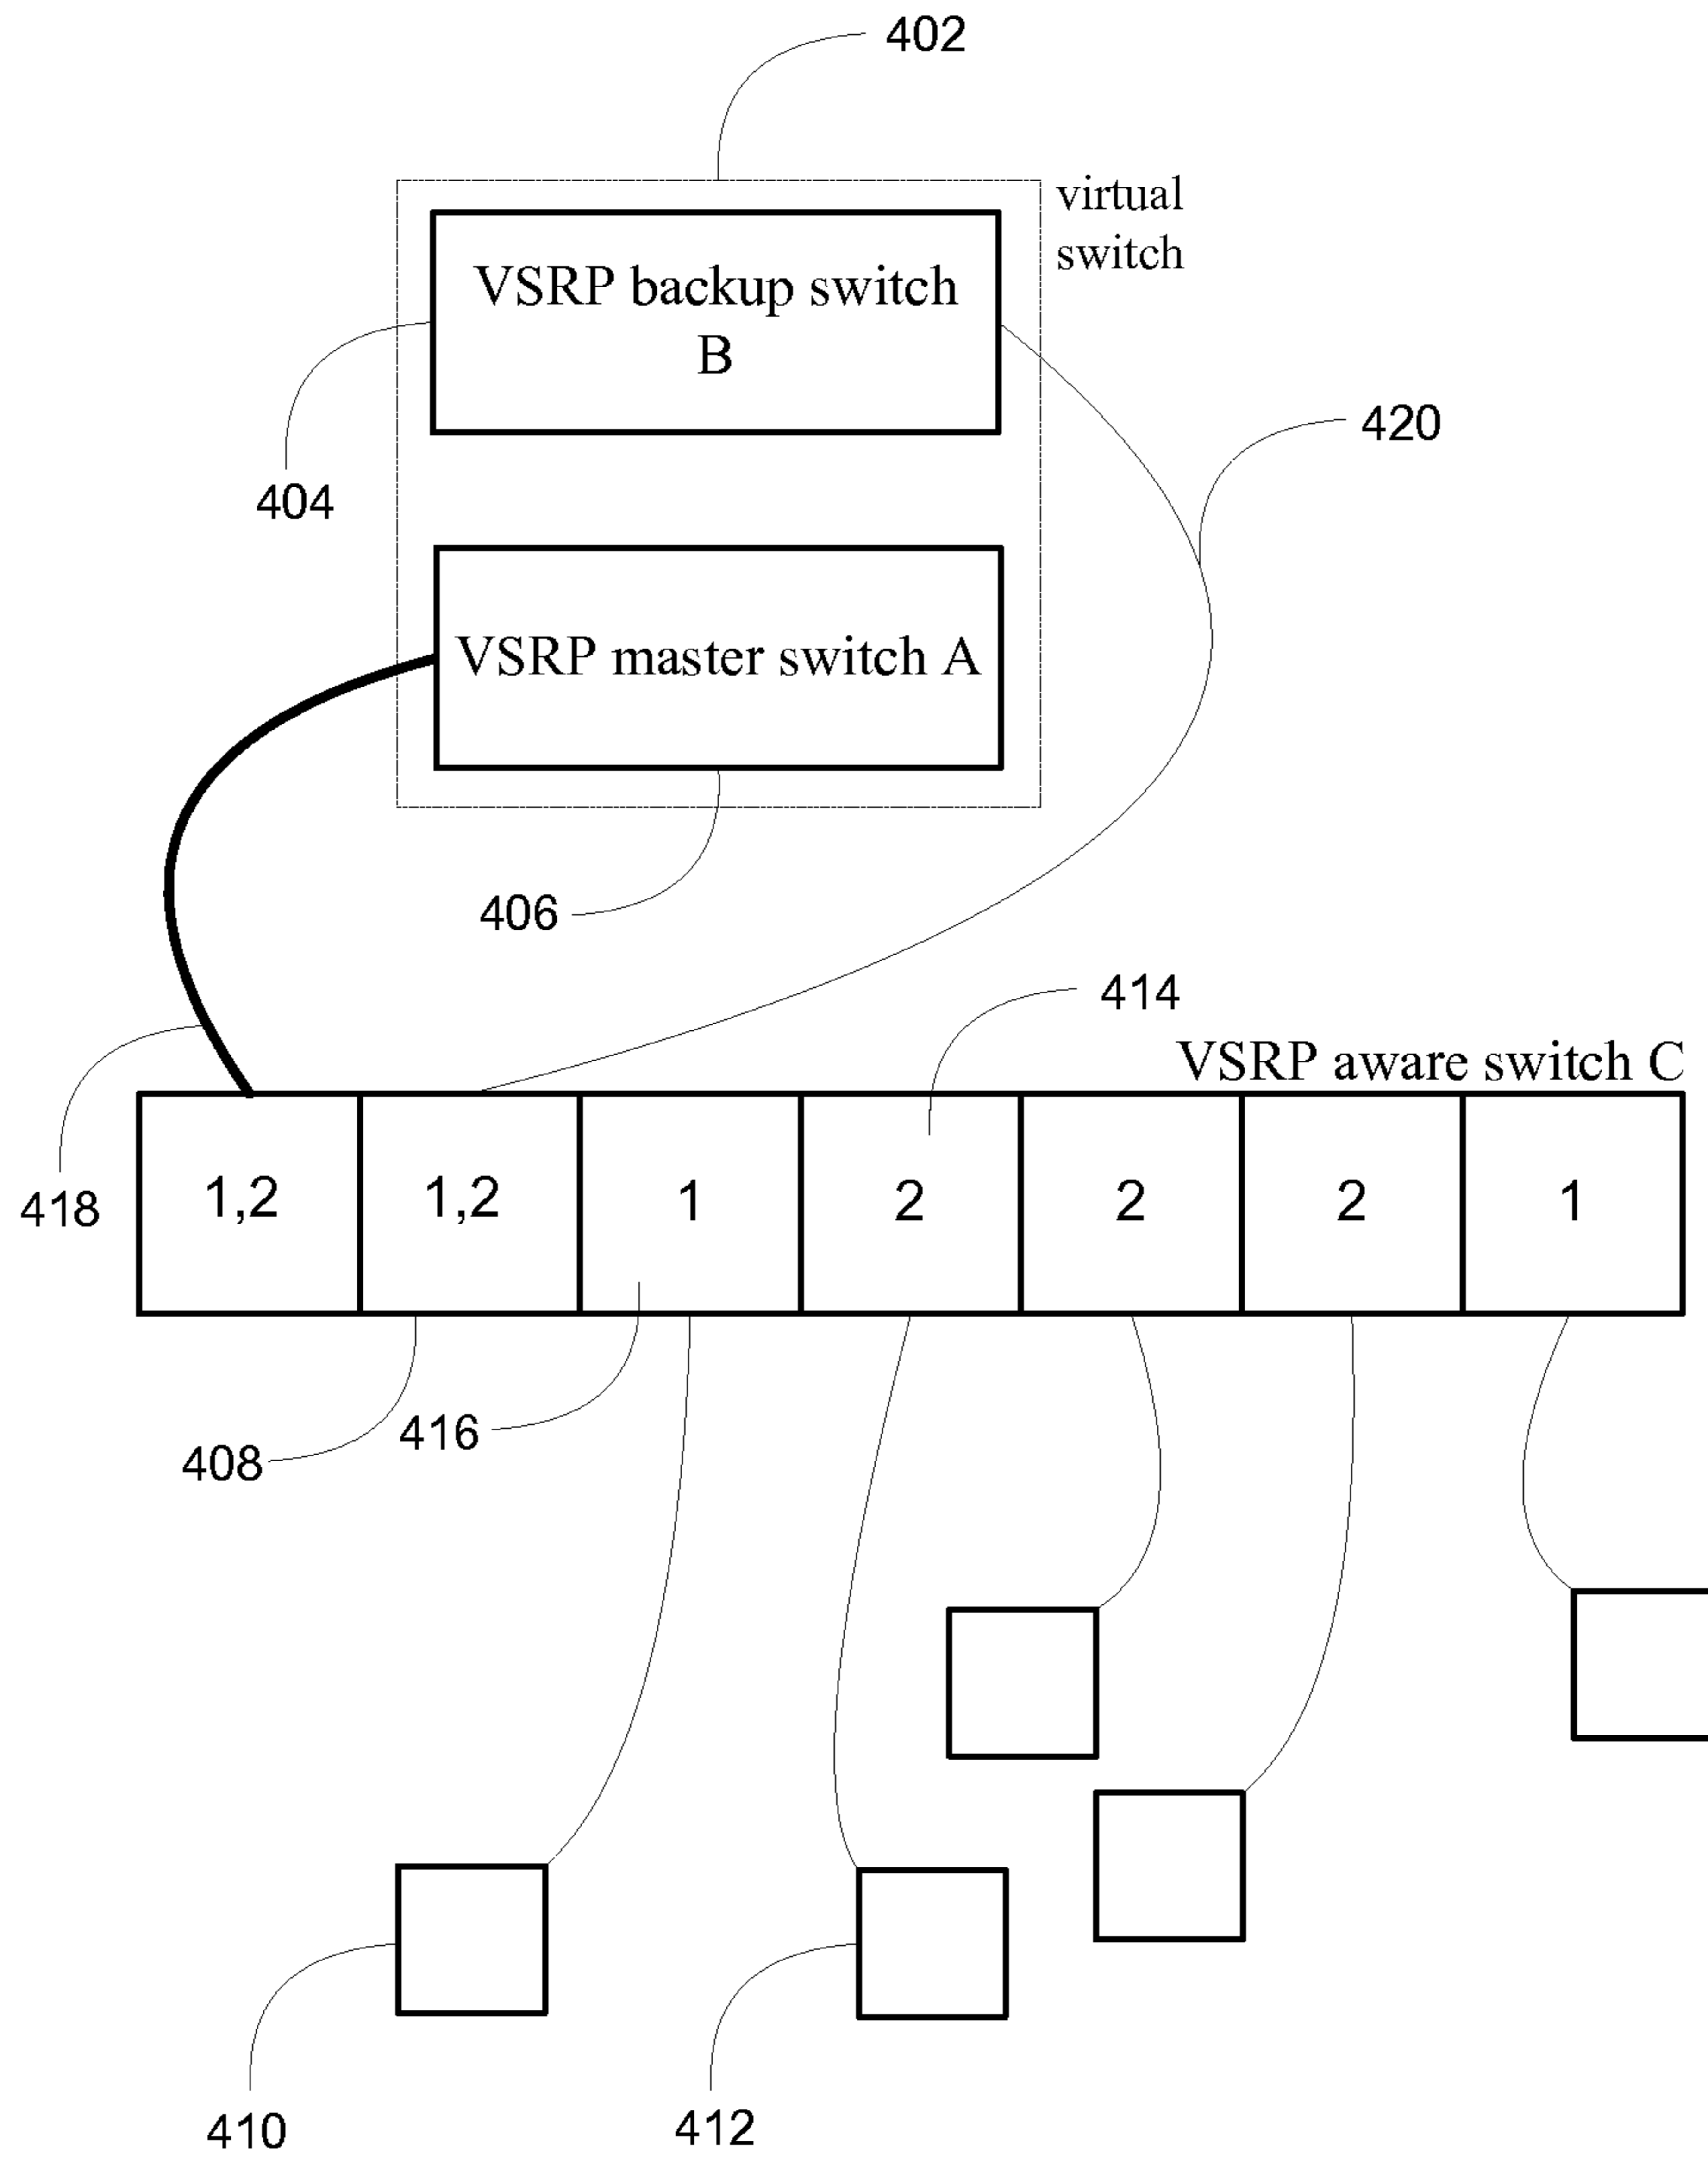 402
virtual
switch
VSRP backup switch
B
420
404
VSRP master switch A
406
414
VSRP aware switch C
418
1,2
1,2
1
2
2
2
1
416
408
410
412